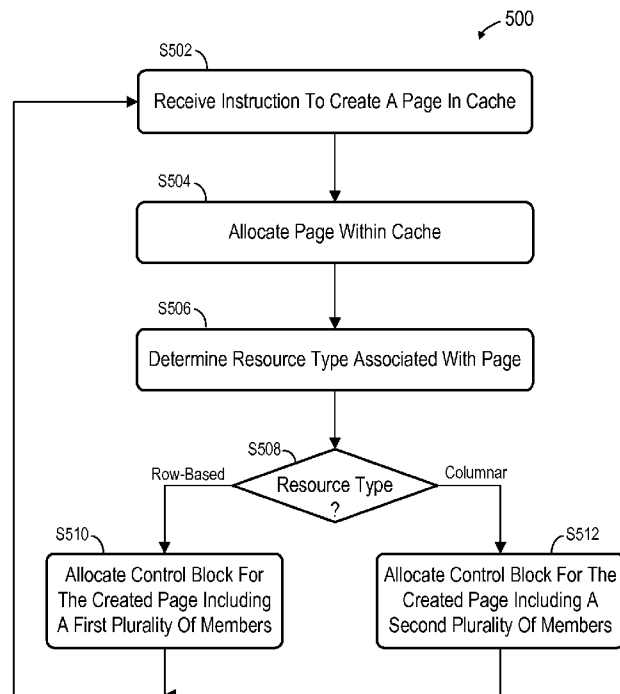 500
S502
Receive Instruction To Create A Page In Cache
S504
Allocate Page Within Cache
S506
Determine Resource Type Associated With Page
S508
Row-Based
Resource Type
?
Columnar
S510
Allocate Control Block For
The Created Page Including
A First Plurality Of Members
S512
Allocate Control Block For The
Created Page Including A
Second Plurality Of Members